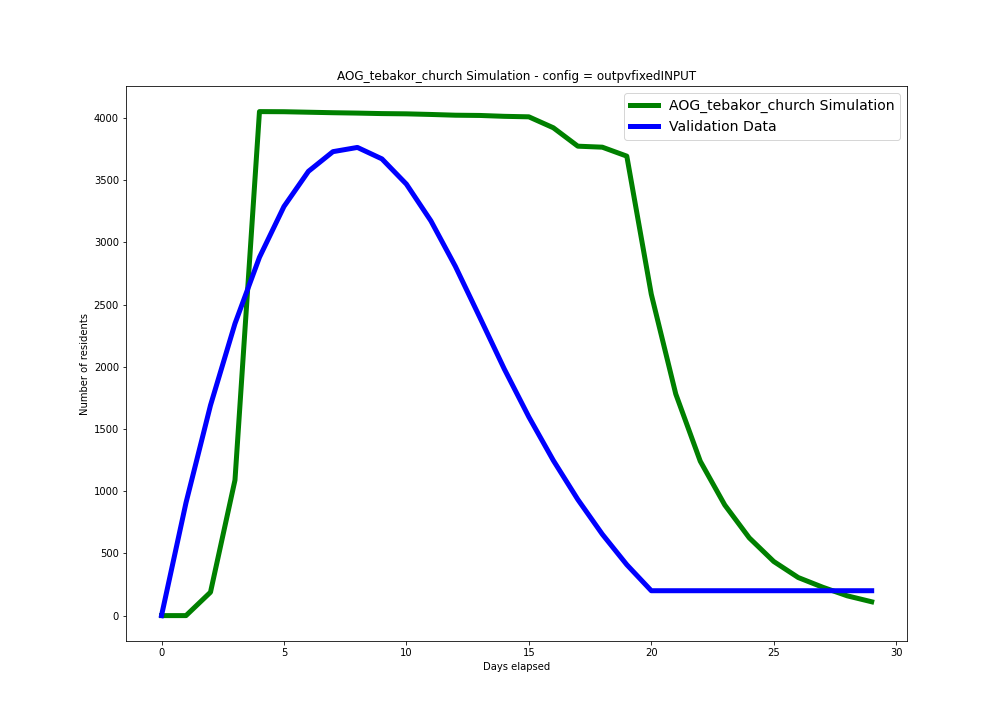 AOG_tebakor_church Simulation - config = outpvfixedINPUT
AOG_tebakor_church Simulation
Validation Data
Number of residents
4000
3500
3000
2500
2000
1500
1000
500
0
0 5 10 15 20 25 30
Days elapsed